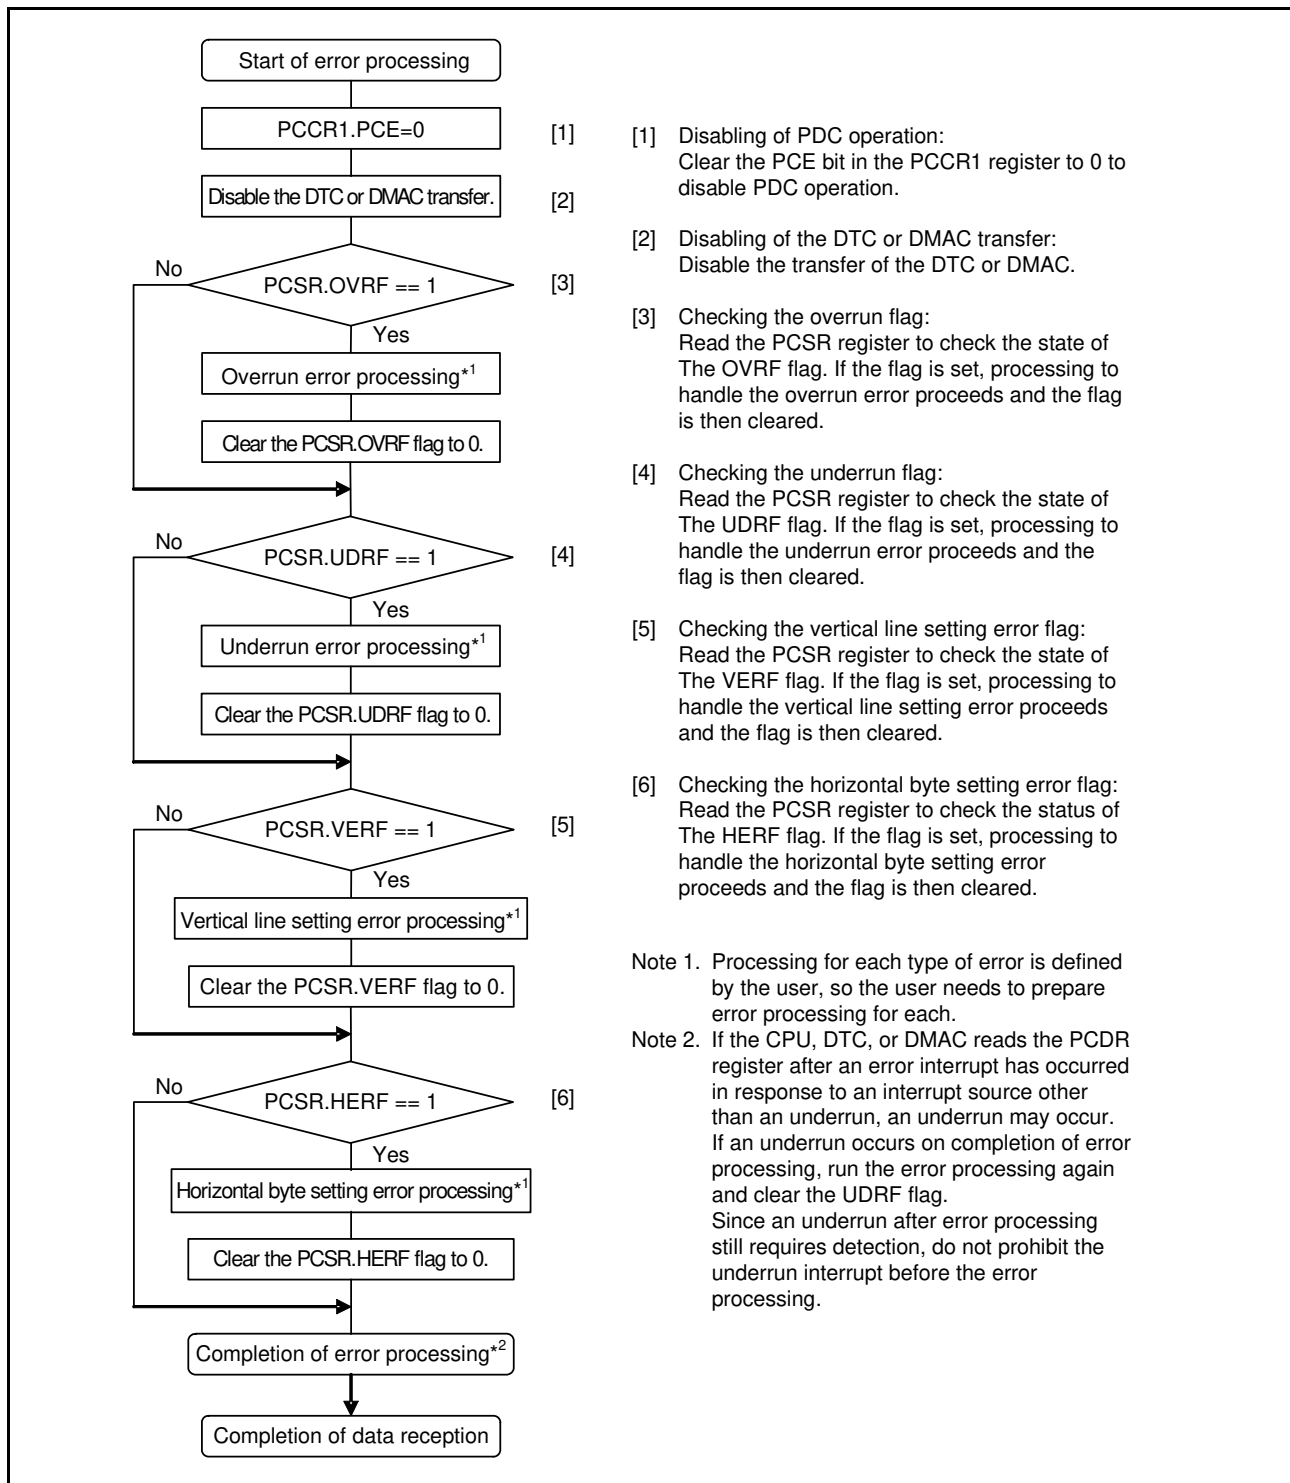 Start of error processing
PCCR1.PCE=0
[1]
Disable the DTC or DMAC transfer.
[2]
No
PCSR.OVRF == 1
[3]
Yes
Overrun error processing*1
Clear the PCSR.OVRF flag to 0.
No
PCSR.UDRF == 1
[4]
Yes
Underrun error processing*1
Clear the PCSR.UDRF flag to 0.
No
PCSR.VERF == 1
[5]
Yes
Vertical line setting error processing*1
Clear the PCSR.VERF flag to 0.
No
PCSR.HERF == 1
[6]
Yes
Horizontal byte setting error processing*1
Clear the PCSR.HERF flag to 0.
Completion of error processing*2
Completion of data reception
[1] Disabling of PDC operation:
Clear the PCE bit in the PCCR1 register to 0 to
disable PDC operation.
[2] Disabling of the DTC or DMAC transfer:
Disable the transfer of the DTC or DMAC.
[3] Checking the overrun flag:
Read the PCSR register to check the state of
The OVRF flag. If the flag is set, processing to
handle the overrun error proceeds and the flag
is then cleared.
[4] Checking the underrun flag:
Read the PCSR register to check the state of
The UDRF flag. If the flag is set, processing to
handle the underrun error proceeds and the
flag is then cleared.
[5] Checking the vertical line setting error flag:
Read the PCSR register to check the state of
The VERF flag. If the flag is set, processing to
handle the vertical line setting error proceeds
and the flag is then cleared.
[6] Checking the horizontal byte setting error flag:
Read the PCSR register to check the status of
The HERF flag. If the flag is set, processing to
handle the horizontal byte setting error
proceeds and the flag is then cleared.
Note 1. Processing for each type of error is defined
by the user, so the user needs to prepare
error processing for each.
Note 2. If the CPU, DTC, or DMAC reads the PCDR
register after an error interrupt has occurred
in response to an interrupt source other
than an underrun, an underrun may occur.
If an underrun occurs on completion of error
processing, run the error processing again
and clear the UDRF flag.
Since an underrun after error processing
still requires detection, do not prohibit the
underrun interrupt before the error
processing.